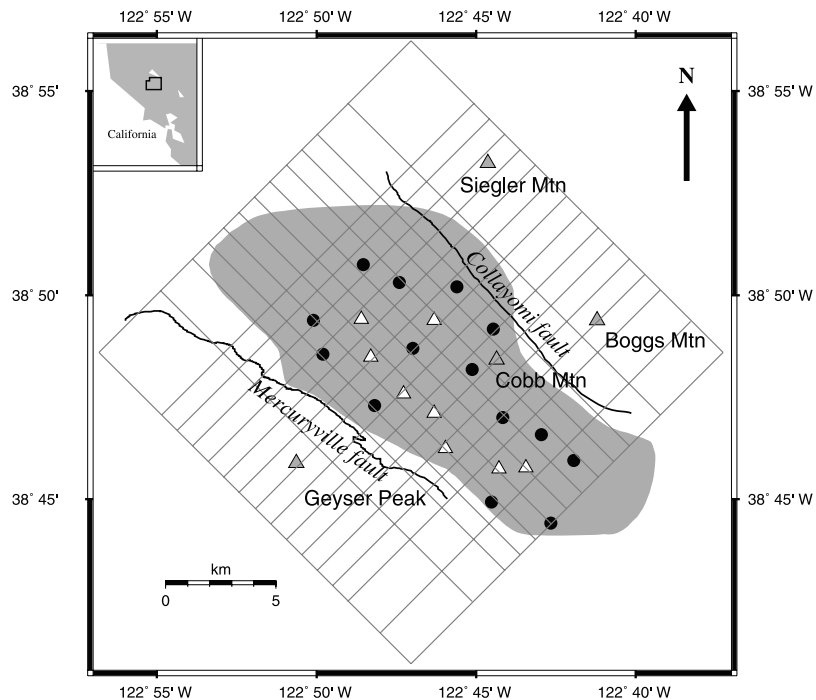 122° 55' W 122° 50' W 122° 45' W 122° 40' W
38° 55' 38° 55' W
N
California
Siegler Mtn
38° 50' 38° 50' W
Collayomi fault
Boggs Mtn
Cobb Mtn
Mercuryville fault
Geyser Peak
38° 45' 38° 45' W
km
0 5
122° 55' W 122° 50' W 122° 45' W 122° 40' W